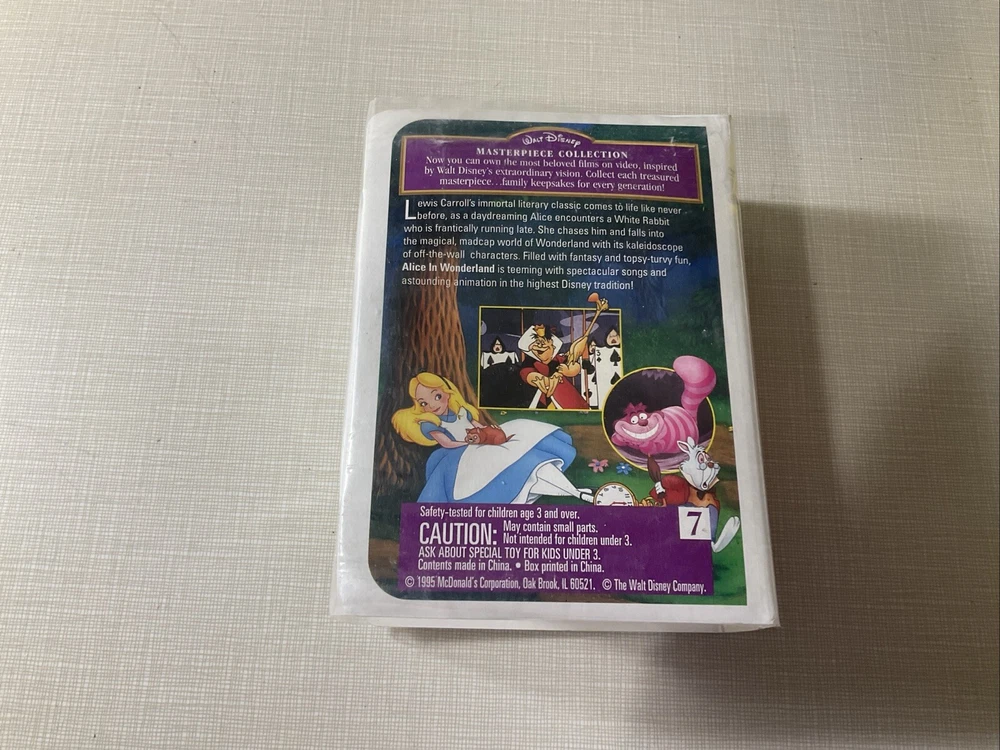 WALT DISNEY
MASTERPIECE COLLECTION
Now you can own the most beloved films on video, inspired
by Walt Disney's extraordinary vision. Collect each treasured
masterpiece...family keepsakes for every generation!
Lewis Carroll's immortal literary classic comes to life like never
before, as a daydreaming Alice encounters a White Rabbit
who is frantically running late. She chases him and falls into
the magical, madcap world of Wonderland with its kaleidoscope
of off-the-wall characters. Filled with fantasy and topsy-turvy fun,
Alice In Wonderland is teeming with spectacular songs and
astounding animation in the highest Disney tradition!
3
Safety-tested for children age 3 and over.
CAUTION: May contain small parts.
Not intended for children under 3.
ASK ABOUT SPECIAL TOY FOR KIDS UNDER 3.
Contents made in China. • Box printed in China.
© 1995 McDonald's Corporation, Oak Brook, IL 60521. © The Walt Disney Company.
7